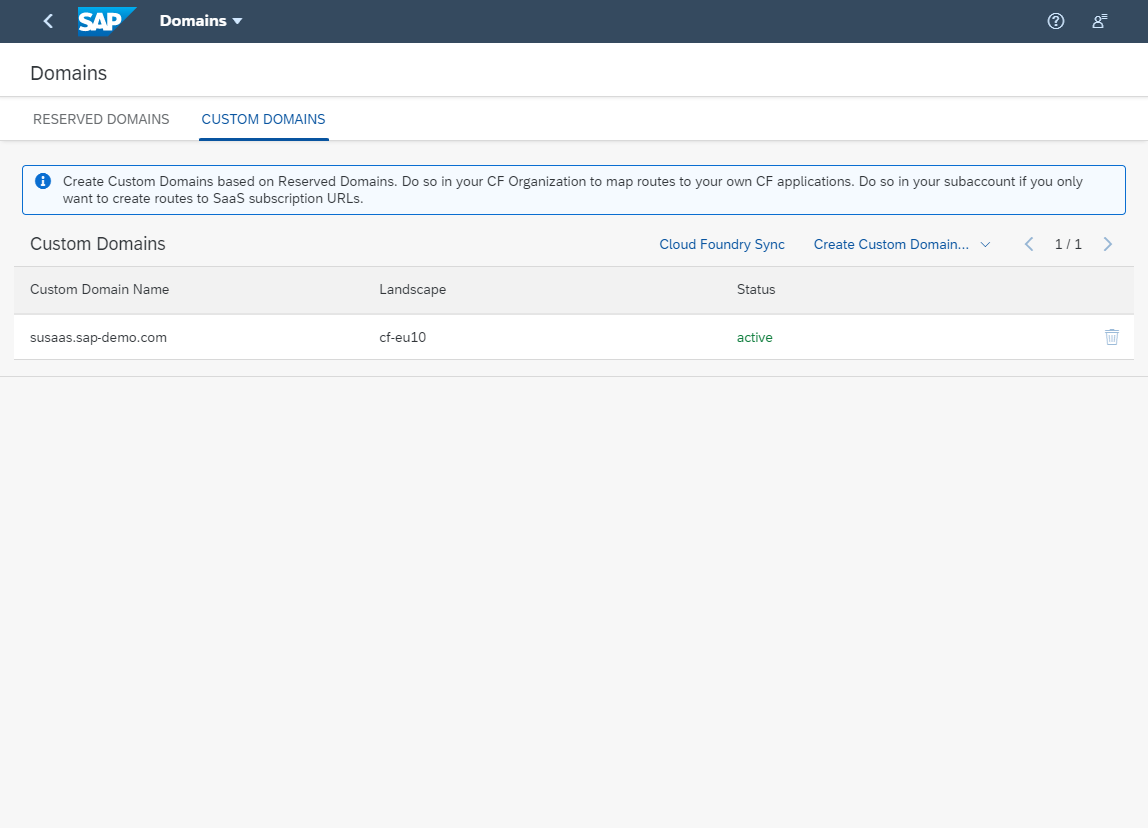 SAP Domains
Domains
RESERVED DOMAINS CUSTOM DOMAINS
Create Custom Domains based on Reserved Domains. Do so in your CF Organization to map routes to your own CF applications. Do so in your subaccount if you only
want to create routes to SaaS subscription URLs.
Custom Domains Cloud Foundry Sync Create Custom Domain... 1 / 1
Custom Domain Name Landscape Status
susaas.sap-demo.com cf-eu10 active